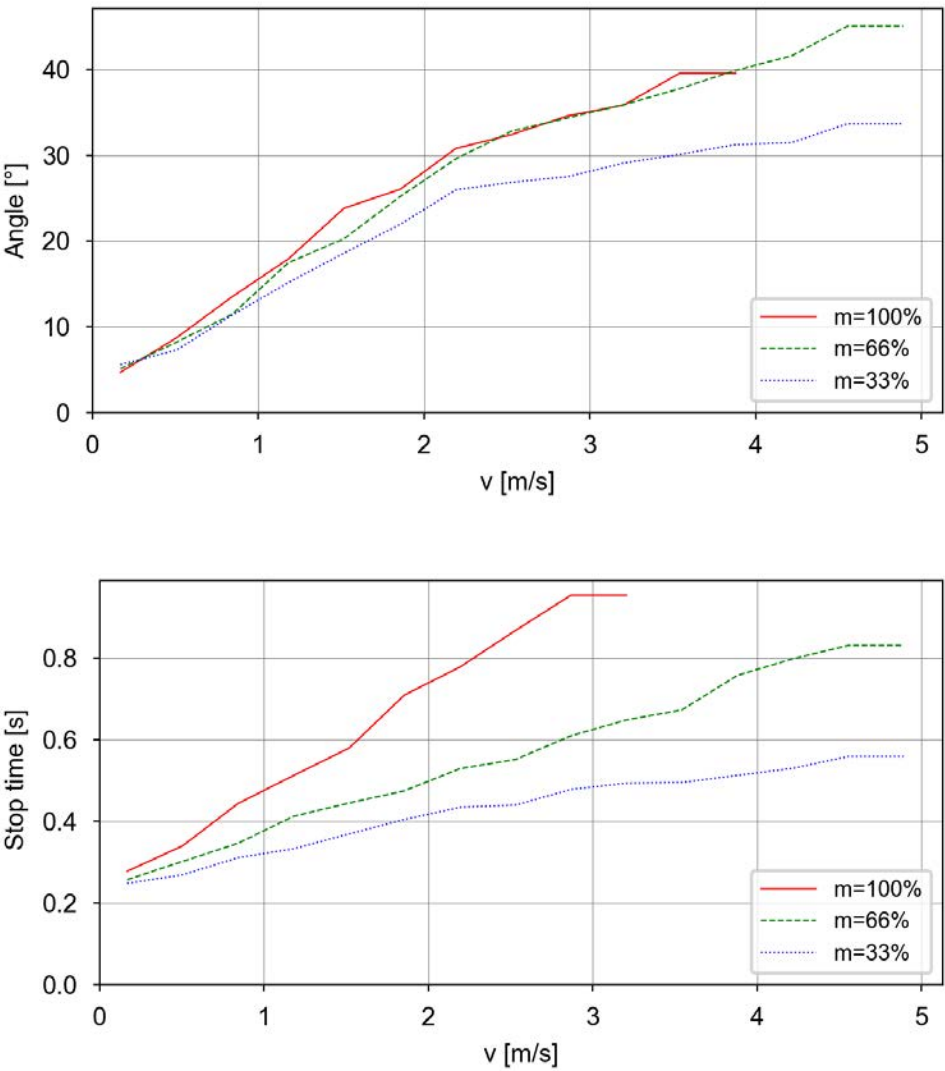 Angle [°]
40
30
20
10
0
0 1 2 3 4 5
v [m/s]
m=100%
m=66%
m=33%
Stop time [s]
0.8
0.6
0.4
0.2
0.0
0 1 2 3 4 5
v [m/s]
m=100%
m=66%
m=33%